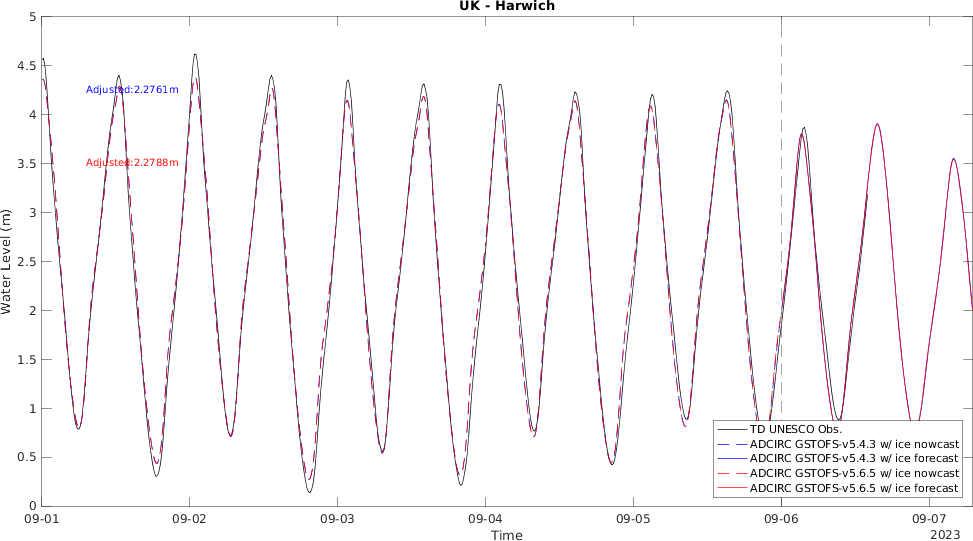 UK - Harwich
5
4.5
4
3.5
3
2.5
2
1.5
1
0.5
0
Water Level (m)
Adjusted:2.2761m
Adjusted:2.2788m
TD UNESCO Obs.
ADCIRC GSTOFS-v5.4.3 w/ ice nowcast
ADCIRC GSTOFS-v5.4.3 w/ ice forecast
ADCIRC GSTOFS-v5.6.5 w/ ice nowcast
ADCIRC GSTOFS-v5.6.5 w/ ice forecast
09-01 09-02 09-03 09-04 09-05 09-06 09-07
Time
2023